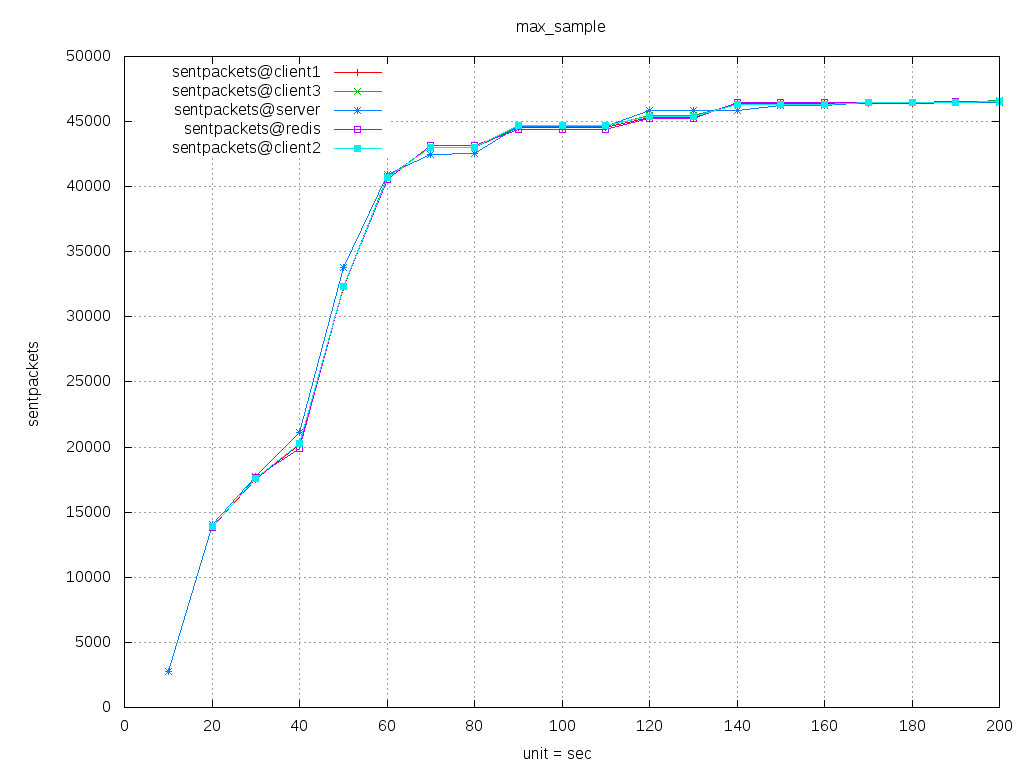 max_sample
50000
45000
40000
35000
30000
25000
20000
15000
10000
5000
0
sentpackets@client1
sentpackets@client3
sentpackets@server
sentpackets@redis
sentpackets@client2
sentpackets
0 20 40 60 80 100 120 140 160 180 200
unit = sec